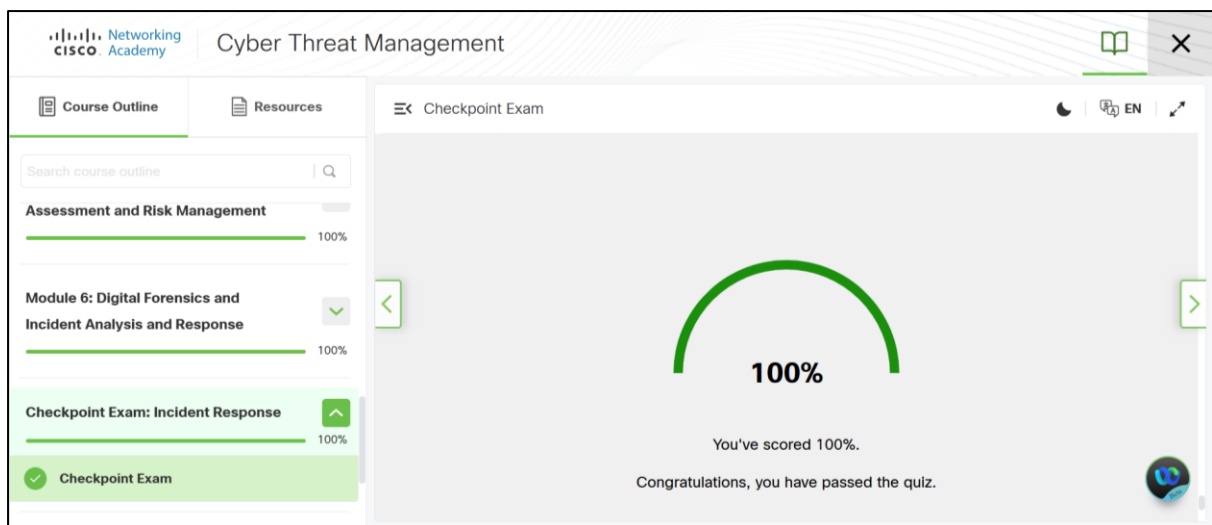 Networking
CISCO. Academy
Cyber Threat Management
Course Outline
Resources
Checkpoint Exam
EN
Search course outline
Assessment and Risk Management
100%
Module 6: Digital Forensics and
Incident Analysis and Response
100%
Checkpoint Exam: Incident Response
100%
Checkpoint Exam
100%
You've scored 100%.
Congratulations, you have passed the quiz.